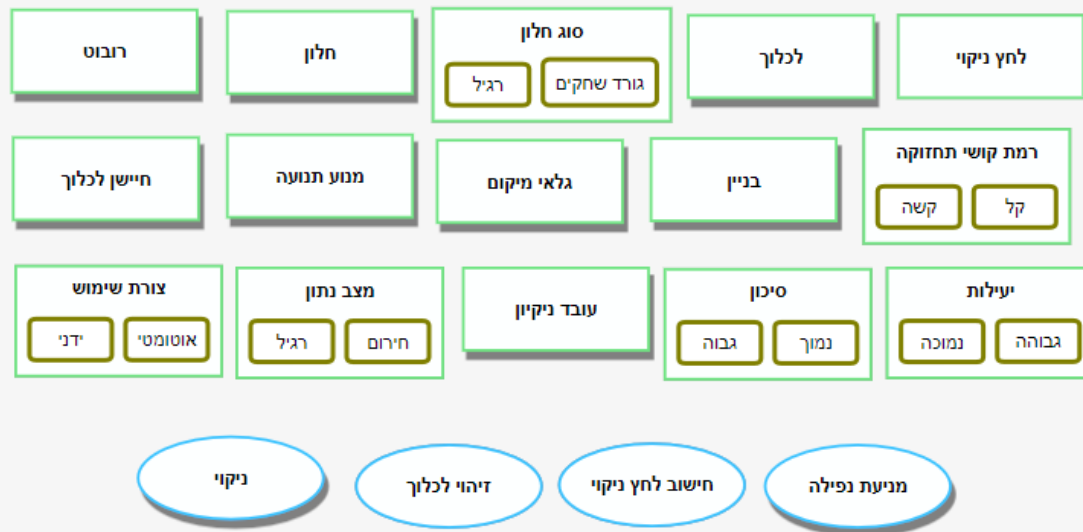 לחץ ניקוי
לכלוך
סוג חלון
גורד שחקים
רגיל
חלון
רובוט
רמת קושי תחזוקה
קל
קשה
בניין
גלאי מיקום
מנוע תנועה
חיישן לכלוך
יעילות
גבוהה
נמוכה
סיכון
נמוך
גבוה
עובד ניקיון
מצב נתון
חירום
רגיל
צורת שימוש
אוטומטי
ידני
מניעת נפילה
חישוב לחץ ניקוי
זיהוי לכלוך
ניקוי